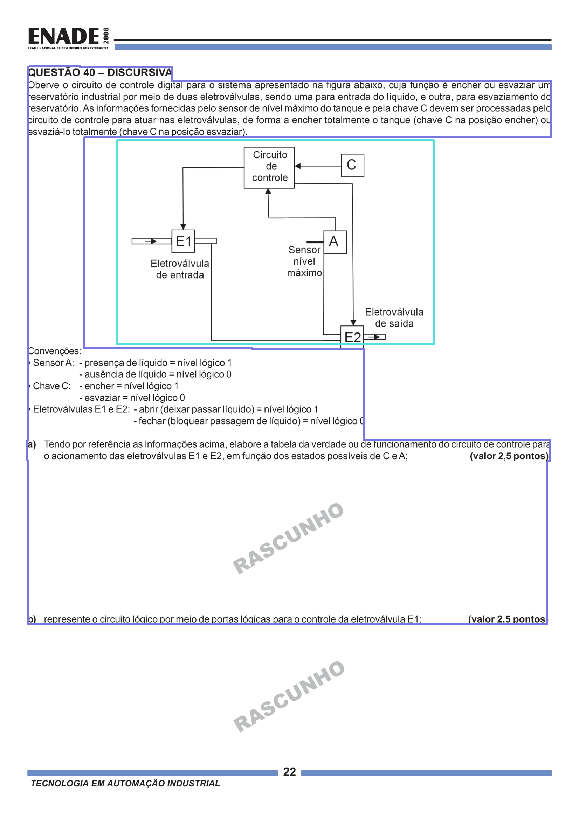 ENADE 2008
EXAME NACIONAL DE DESEMPENHO DOS ESTUDANTES
QUESTÃO 40 – DISCURSIVA
Oberve o circuito de controle digital para o sistema apresentado na figura abaixo, cuja função é encher ou esvaziar um
reservatório industrial por meio de duas eletroválvulas, sendo uma para entrada do líquido, e outra, para esvaziamento do
reservatório. As informações fornecidas pelo sensor de nível máximo do tanque e pela chave C devem ser processadas pelo
circuito de controle para atuar nas eletroválvulas, de forma a encher totalmente o tanque (chave C na posição encher) ou
esvaziá-lo totalmente (chave C na posição esvaziar).
Circuito
de
controle
C
E1
A
Sensor
nível
máximo
Eletroválvula
de entrada
Eletroválvula
de saída
E2
Convenções:
• Sensor A: - presença de líquido = nível lógico 1
- ausência de líquido = nível lógico 0
• Chave C: - encher = nível lógico 1
- esvaziar = nível lógico 0
• Eletroválvulas E1 e E2: - abrir (deixar passar líquido) = nível lógico 1
- fechar (bloquear passagem de líquido) = nível lógico 0
a) Tendo por referência as informações acima, elabore a tabela da verdade ou de funcionamento do circuito de controle para
o acionamento das eletroválvulas E1 e E2, em função dos estados possíveis de C e A; (valor 2,5 pontos)
RASCUNHO
b) represente o circuito lógico por meio de portas lógicas para o controle da eletroválvula E1; (valor 2,5 pontos)
RASCUNHO
22
TECNOLOGIA EM AUTOMAÇÃO INDUSTRIAL